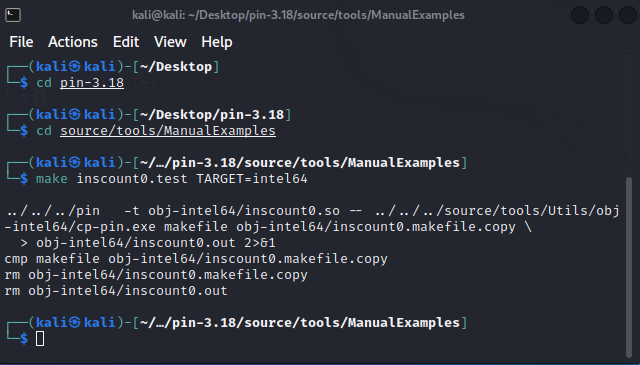 kali@kali: ~/Desktop/pin-3.18/source/tools/ManualExamples
File Actions Edit View Help
┌──(kali㉿kali)-[~/Desktop]
└─$ cd pin-3.18
┌──(kali㉿kali)-[~/Desktop/pin-3.18]
└─$ cd source/tools/ManualExamples
┌──(kali㉿kali)-[~/…/pin-3.18/source/tools/ManualExamples]
└─$ make inscount0.test TARGET=intel64
../../../pin   -t obj-intel64/inscount0.so -- ../../../source/tools/Utils/obj
-intel64/cp-pin.exe makefile obj-intel64/inscount0.makefile.copy \
  > obj-intel64/inscount0.out 2>&1
cmp makefile obj-intel64/inscount0.makefile.copy
rm obj-intel64/inscount0.makefile.copy
rm obj-intel64/inscount0.out
┌──(kali㉿kali)-[~/…/pin-3.18/source/tools/ManualExamples]
└─$